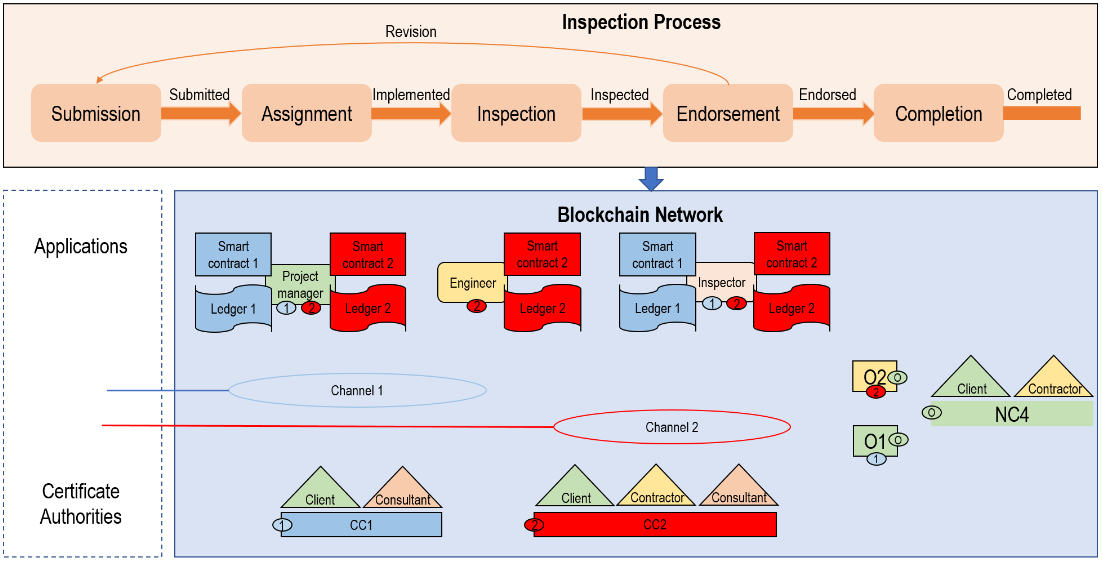 Inspection Process
Revision
Submission
Submitted
Assignment
Implemented
Inspection
Inspected
Endorsement
Endorsed
Completion
Completed
Blockchain Network
Applications
Smart
contract 1
Project
manager
Smart
contract 2
Ledger 1
1
2
Ledger 2
Engineer
2
Smart
contract 2
Ledger 2
Smart
contract 1
Inspector
Smart
contract 2
Ledger 1
1
2
Ledger 2
Channel 1
Channel 2
O2
O
2
O1
O
1
Client
Contractor
O
NC4
Certificate
Authorities
Client
Consultant
1
CC1
Client
Contractor
Consultant
2
CC2